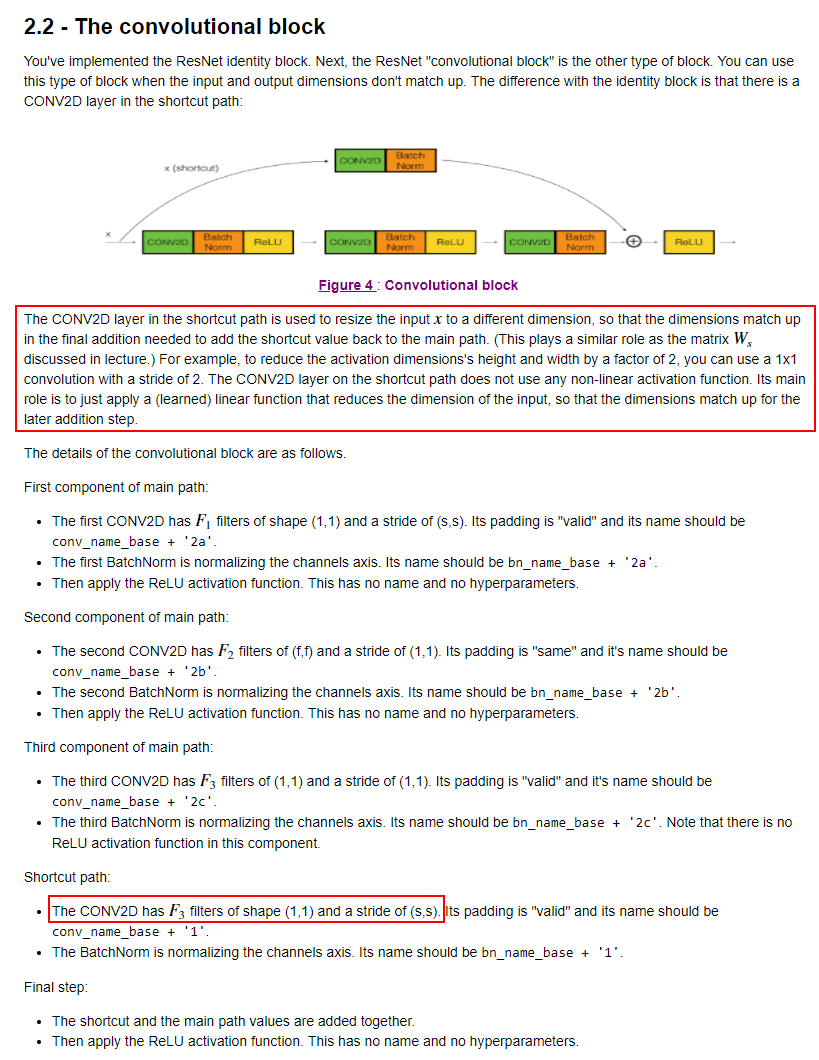 2.2 - The convolutional block
You've implemented the ResNet identity block. Next, the ResNet "convolutional block" is the other type of block. You can use
this type of block when the input and output dimensions don't match up. The difference with the identity block is that there is a
CONV2D layer in the shortcut path:
x (shortcut)
CONV2D Batch Norm
x
CONV2D Batch Norm ReLU
CONV2D Batch Norm ReLU
CONV2D Batch Norm
+
ReLU
Figure 4 : Convolutional block
The CONV2D layer in the shortcut path is used to resize the input x to a different dimension, so that the dimensions match up
in the final addition needed to add the shortcut value back to the main path. (This plays a similar role as the matrix Wₛ
discussed in lecture.) For example, to reduce the activation dimensions's height and width by a factor of 2, you can use a 1x1
convolution with a stride of 2. The CONV2D layer on the shortcut path does not use any non-linear activation function. Its main
role is to just apply a (learned) linear function that reduces the dimension of the input, so that the dimensions match up for the
later addition step.
The details of the convolutional block are as follows.
First component of main path:
• The first CONV2D has F₁ filters of shape (1,1) and a stride of (s,s). Its padding is "valid" and its name should be
conv_name_base + '2a'.
• The first BatchNorm is normalizing the channels axis. Its name should be bn_name_base + '2a'.
• Then apply the ReLU activation function. This has no name and no hyperparameters.
Second component of main path:
• The second CONV2D has F₂ filters of (f,f) and a stride of (1,1). Its padding is "same" and it's name should be
conv_name_base + '2b'.
• The second BatchNorm is normalizing the channels axis. Its name should be bn_name_base + '2b'.
• Then apply the ReLU activation function. This has no name and no hyperparameters.
Third component of main path:
• The third CONV2D has F₃ filters of (1,1) and a stride of (1,1). Its padding is "valid" and it's name should be
conv_name_base + '2c'.
• The third BatchNorm is normalizing the channels axis. Its name should be bn_name_base + '2c'. Note that there is no
ReLU activation function in this component.
Shortcut path:
• The CONV2D has F₃ filters of shape (1,1) and a stride of (s,s). Its padding is "valid" and its name should be
conv_name_base + '1'.
• The BatchNorm is normalizing the channels axis. Its name should be bn_name_base + '1'.
Final step:
• The shortcut and the main path values are added together.
• Then apply the ReLU activation function. This has no name and no hyperparameters.